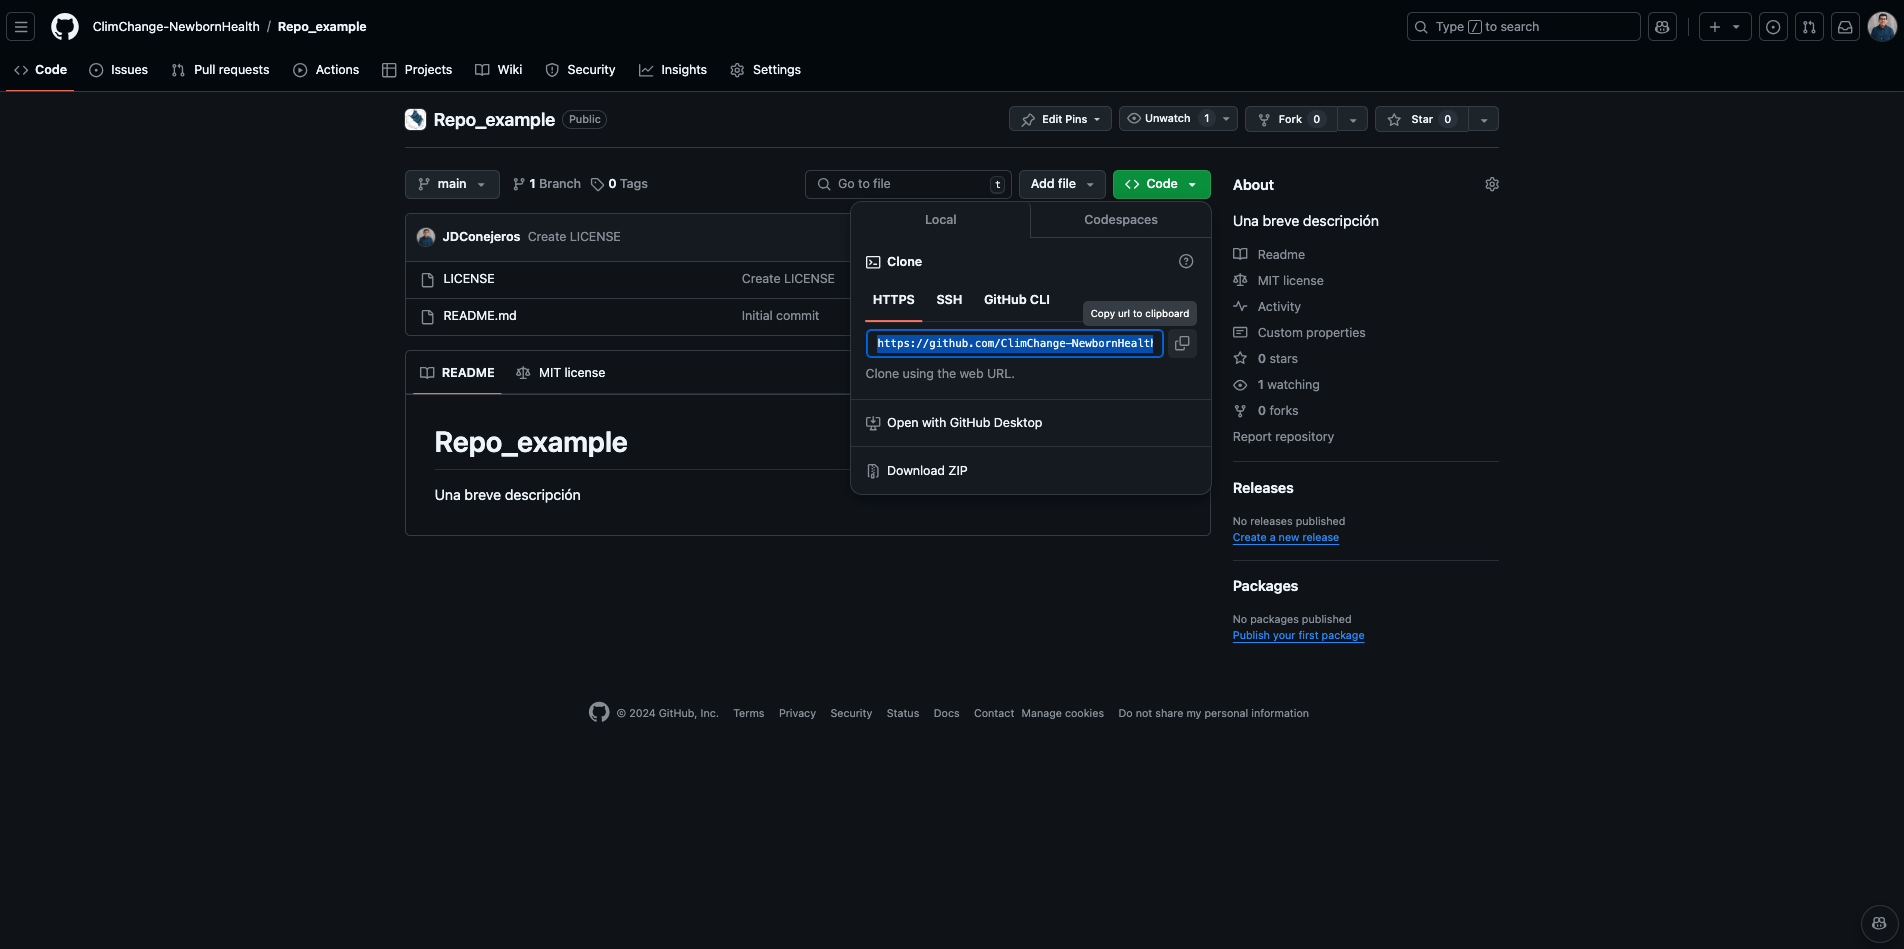 ClimChange-NewbornHealth / Repo_example
Type / to search
Code Issues Pull requests Actions Projects Wiki Security Insights Settings
Repo_example Public
Edit Pins Unwatch 1 Fork 0 Star 0
main 1 Branch 0 Tags Go to file t Add file Code
Local Codespaces
Clone
HTTPS SSH GitHub CLI
Copy url to clipboard
https://github.com/ClimChange-NewbornHealth
Clone using the web URL.
Open with GitHub Desktop
Download ZIP
JDConejeros Create LICENSE
LICENSE Create LICENSE
README.md Initial commit
README MIT license
Repo_example
Una breve descripción
About
Una breve descripción
Readme
MIT license
Activity
Custom properties
0 stars
1 watching
0 forks
Report repository
Releases
No releases published
Create a new release
Packages
No packages published
Publish your first package
© 2024 GitHub, Inc. Terms Privacy Security Status Docs Contact Manage cookies Do not share my personal information